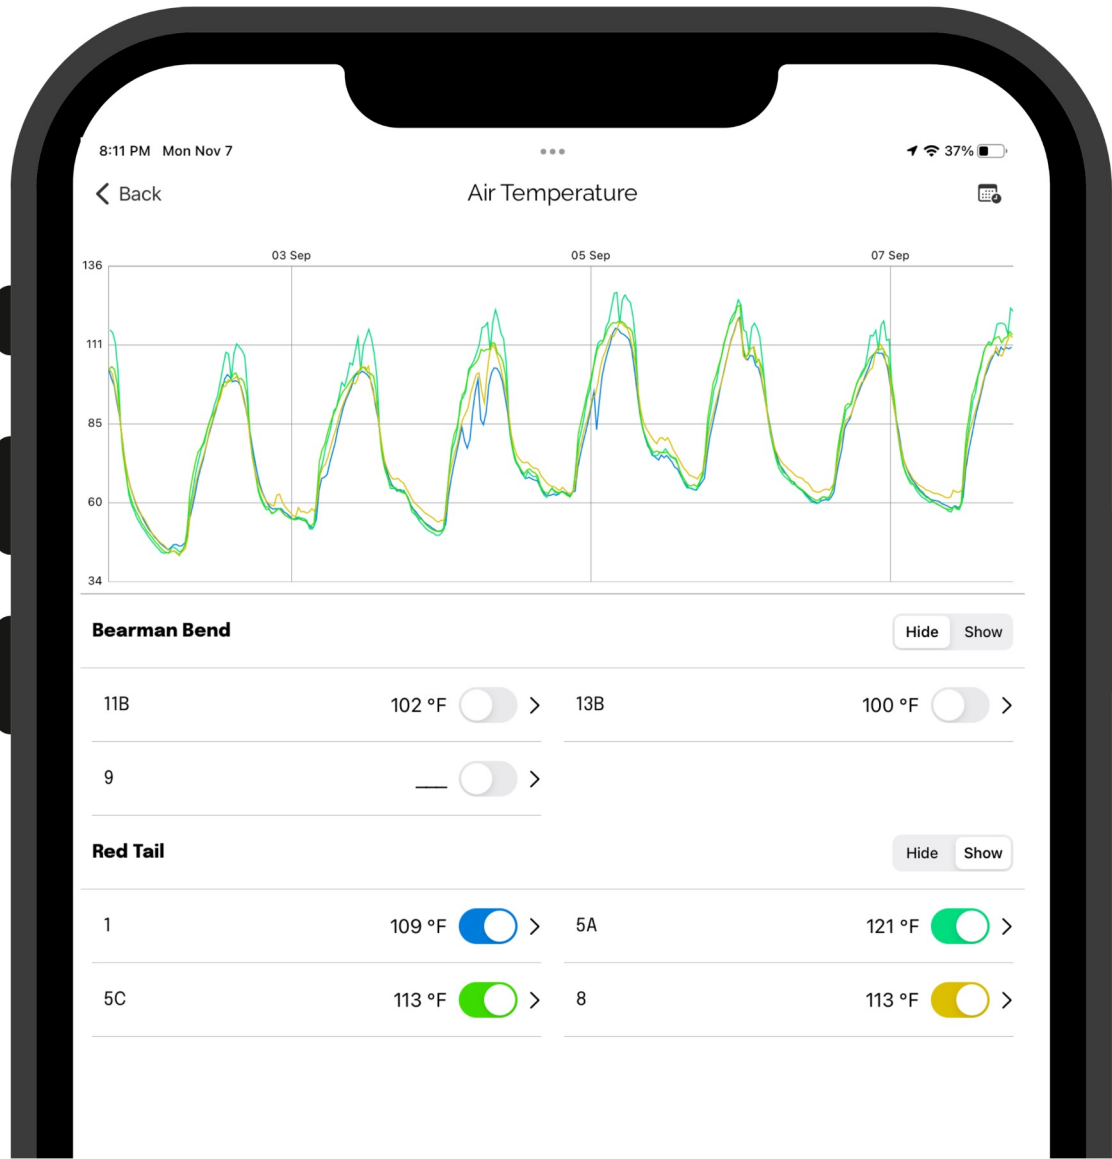 8:11 PM Mon Nov 7 37%
Back Air Temperature
03 Sep 05 Sep 07 Sep
136
111
85
60
34
Bearman Bend Hide Show
11B 102 °F 13B 100 °F
9 __
Red Tail Hide Show
1 109 °F 5A 121 °F
5C 113 °F 8 113 °F